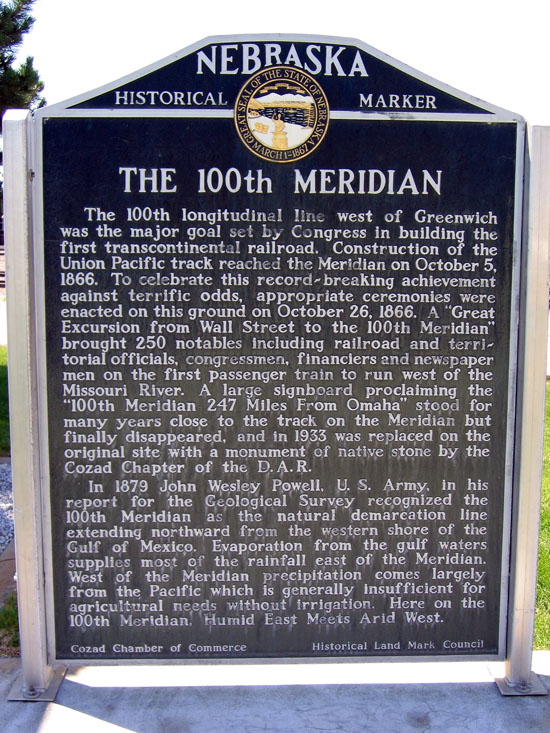 NEBRASKA
HISTORICAL MARKER
GREAT SEAL OF THE STATE OF NEBRASKA
MARCH 1ST 1867
THE 100th MERIDIAN
The 100th longitudinal line west of Greenwich
was the major goal set by Congress in building the
first transcontinental railroad. Construction of the
Union Pacific track reached the Meridian on October 5,
1866. To celebrate this record-breaking achievement
against terrific odds, appropriate ceremonies were
enacted on this ground on October 26, 1866. A "Great
Excursion from Wall Street to the 100th Meridian"
brought 250 notables including railroad and terri-
torial officials, congressmen, financiers and newspaper
men on the first passenger train to run west of the
Missouri River. A large signboard proclaiming the
"100th Meridian 247 Miles From Omaha" stood for
many years close to the track on the Meridian but
finally disappeared, and in 1933 was replaced on the
original site with a monument of native stone by the
Cozad Chapter of the D.A.R.
In 1879 John Wesley Powell, U.S. Army, in his
report for the Geological Survey recognized the
100th Meridian as the natural demarcation line
extending northward from the western shore of the
Gulf of Mexico. Evaporation from the gulf waters
supplies most of the rainfall east of the Meridian.
West of the Meridian precipitation comes largely
from the Pacific which is generally insufficient for
agricultural needs without irrigation. Here on the
100th Meridian, Humid East Meets Arid West.
Cozad Chamber of Commerce Historical Land Mark Council